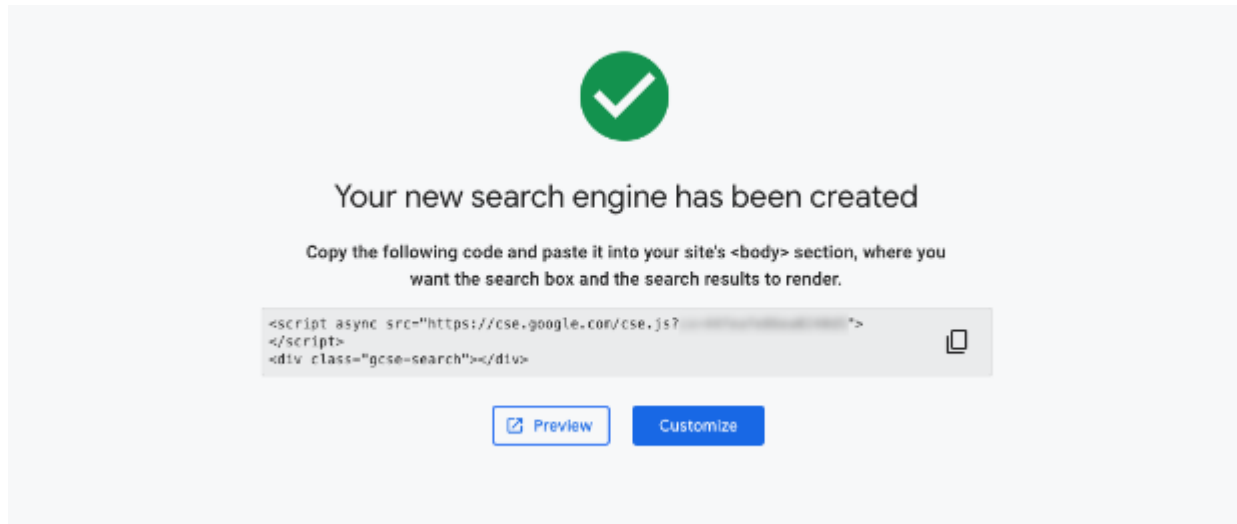 Your new search engine has been created
Copy the following code and paste it into your site's <body> section, where you
want the search box and the search results to render.
<script async src="https://cse.google.com/cse.js? ">
</script>
<div class="gcse-search"></div>
Preview Customize